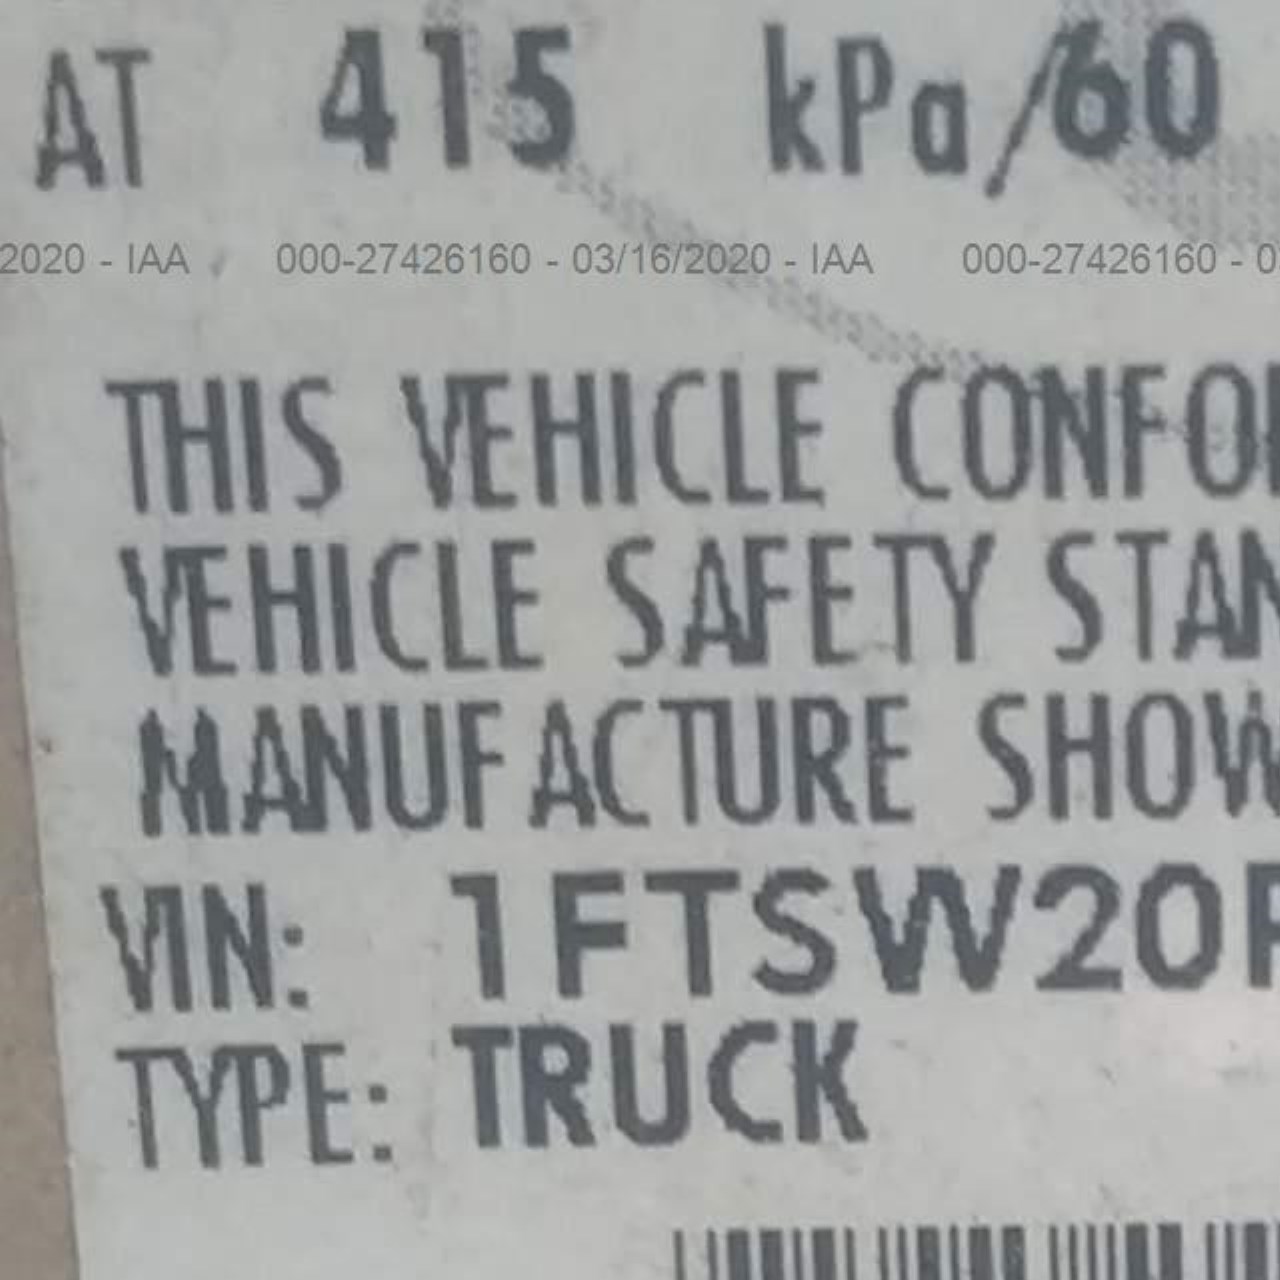 AT 415 kPa/60
2020 - IAA 000-27426160 - 03/16/2020 - IAA 000-27426160 - 0
THIS VEHICLE CONFO
VEHICLE SAFETY STAN
MANUFACTURE SHOW
VIN: 1FTSW20
TYPE: TRUCK